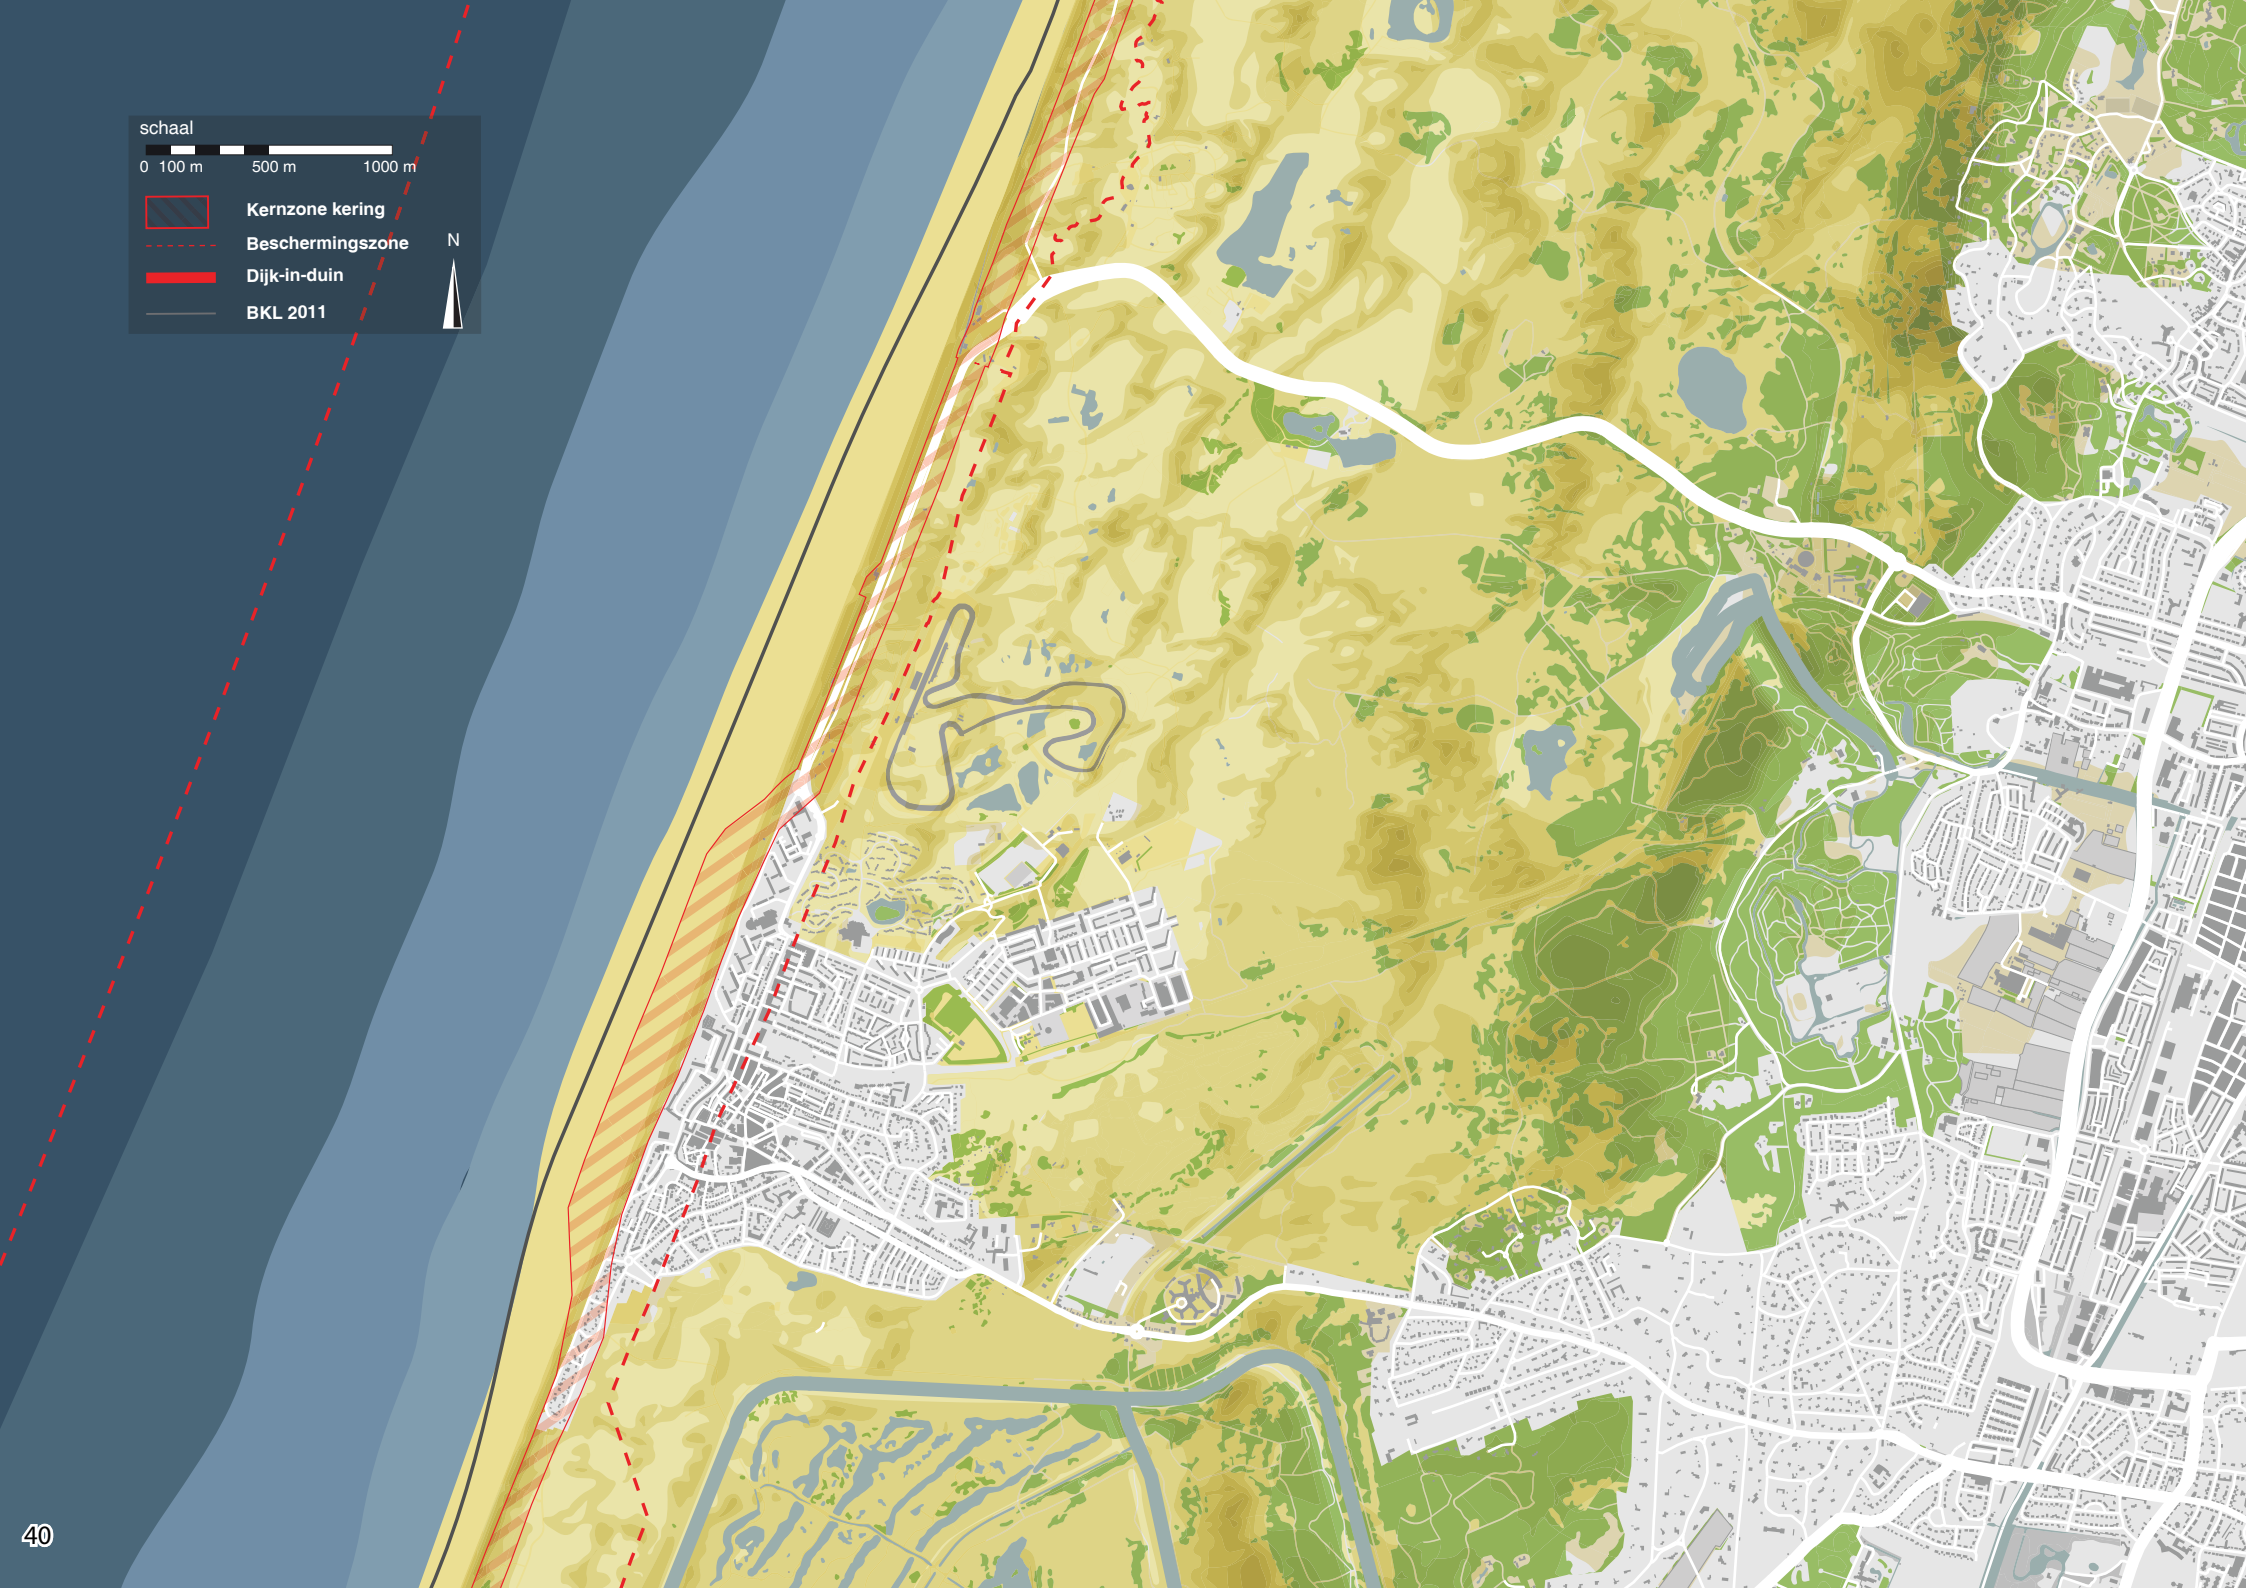 schaal
0 100 m 500 m 1000 m
Kernzone kering
Beschermingszone
N
Dijk-in-duin
BKL 2011
40